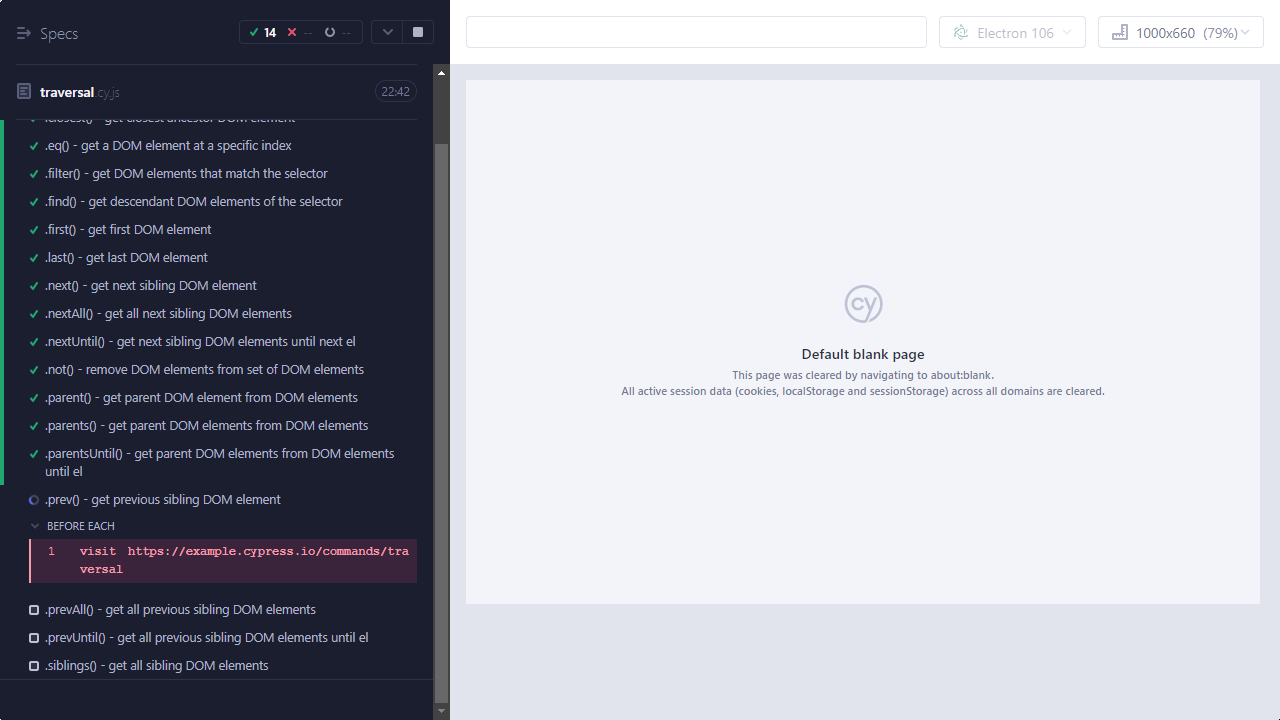 Specs
14
--
--
Electron 106
1000x660 (79%)
traversal.cy.js
22:42
.closest() - get closest ancestor DOM element
.eq() - get a DOM element at a specific index
.filter() - get DOM elements that match the selector
.find() - get descendant DOM elements of the selector
.first() - get first DOM element
.last() - get last DOM element
.next() - get next sibling DOM element
.nextAll() - get all next sibling DOM elements
.nextUntil() - get next sibling DOM elements until next el
.not() - remove DOM elements from set of DOM elements
.parent() - get parent DOM element from DOM elements
.parents() - get parent DOM elements from DOM elements
.parentsUntil() - get parent DOM elements from DOM elements
until el
.prev() - get previous sibling DOM element
BEFORE EACH
1 visit https://example.cypress.io/commands/tra
versal
.prevAll() - get all previous sibling DOM elements
.prevUntil() - get all previous sibling DOM elements until el
.siblings() - get all sibling DOM elements
cy
Default blank page
This page was cleared by navigating to about:blank.
All active session data (cookies, localStorage and sessionStorage) across all domains are cleared.